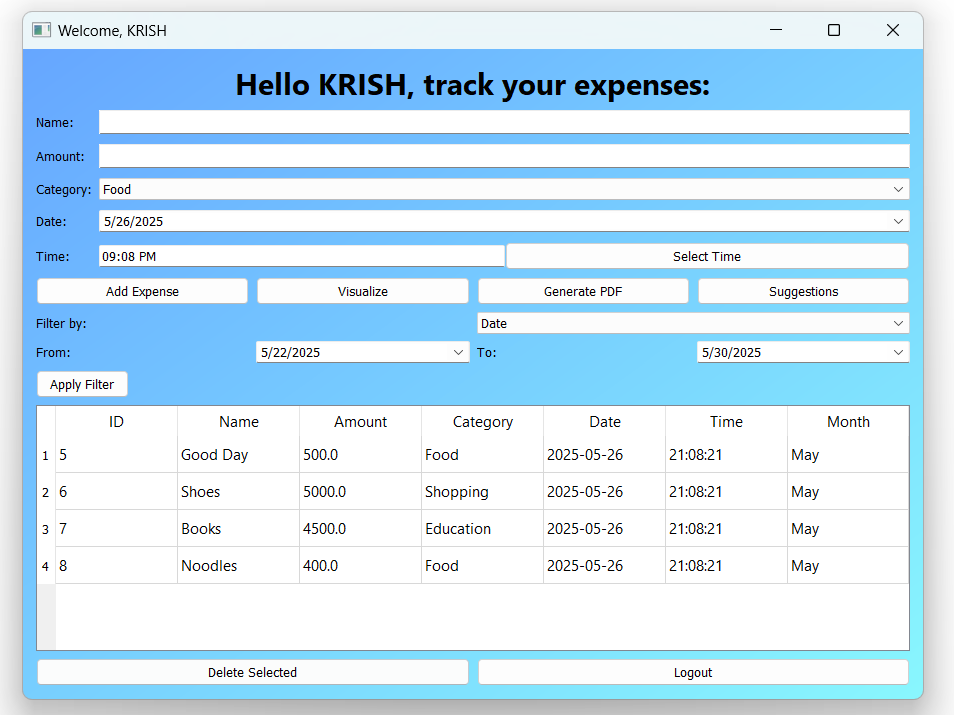 Welcome, KRISH
Hello KRISH, track your expenses:
Name:
Amount:
Category: Food
Date: 5/26/2025
Time: 09:08 PM Select Time
Add Expense Visualize Generate PDF Suggestions
Filter by: Date
From: 5/22/2025 To: 5/30/2025
Apply Filter
ID Name Amount Category Date Time Month
1 5 Good Day 500.0 Food 2025-05-26 21:08:21 May
2 6 Shoes 5000.0 Shopping 2025-05-26 21:08:21 May
3 7 Books 4500.0 Education 2025-05-26 21:08:21 May
4 8 Noodles 400.0 Food 2025-05-26 21:08:21 May
Delete Selected Logout